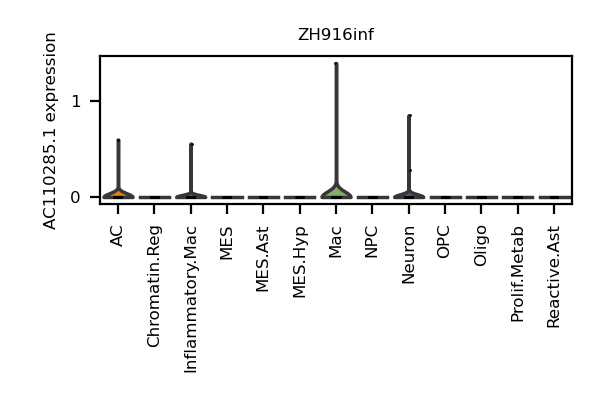 ZH916inf
AC110285.1 expression
1
0
AC
Chromatin.Reg
Inflammatory.Mac
MES
MES.Ast
MES.Hyp
Mac
NPC
Neuron
OPC
Oligo
Prolif.Metab
Reactive.Ast